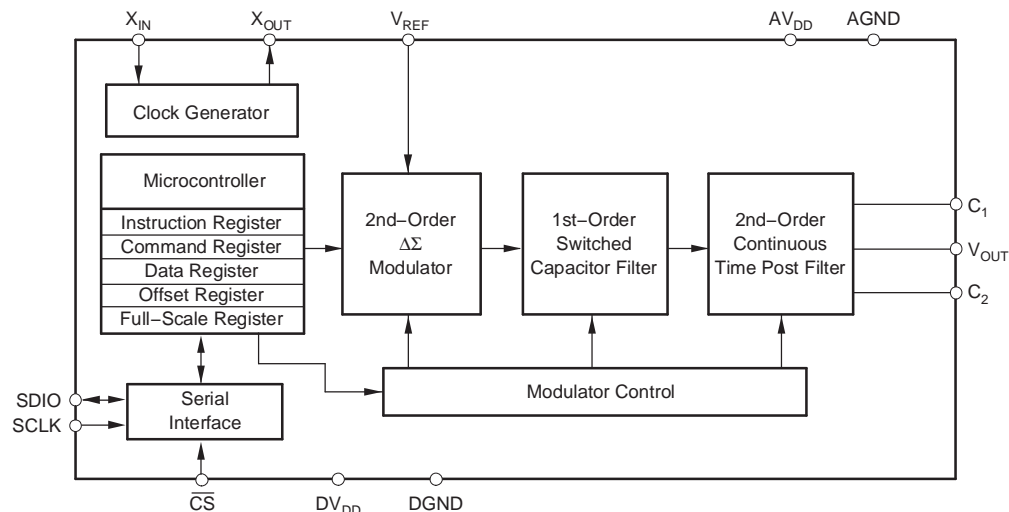 X_IN
X_OUT
V_REF
AV_DD
AGND
Clock Generator
Microcontroller
Instruction Register
Command Register
Data Register
Offset Register
Full−Scale Register
2nd−Order
ΔΣ
Modulator
1st−Order
Switched
Capacitor Filter
2nd−Order
Continuous
Time Post Filter
C_1
V_OUT
C_2
Modulator Control
SDIO
SCLK
Serial
Interface
C̅S̅
DV_DD
DGND